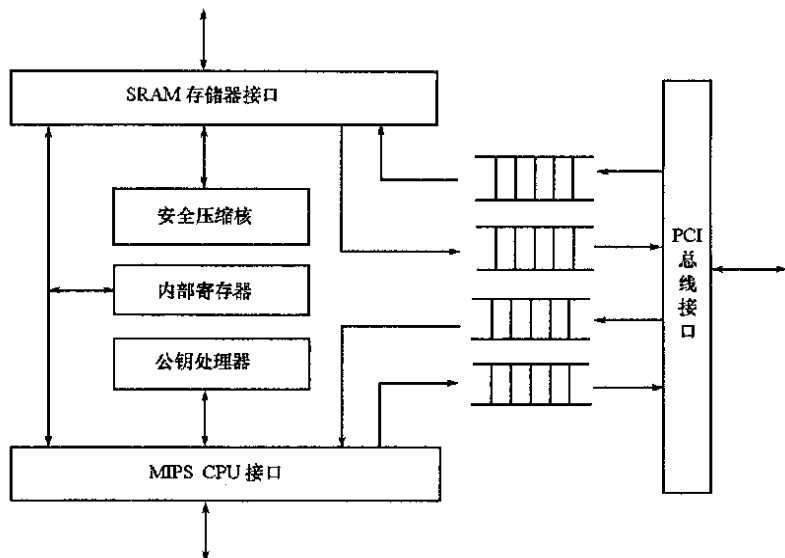 SRAM 存储器接口
安全压缩核
内部寄存器
公钥处理器
MIPS CPU 接口
PCI
总
线
接
口